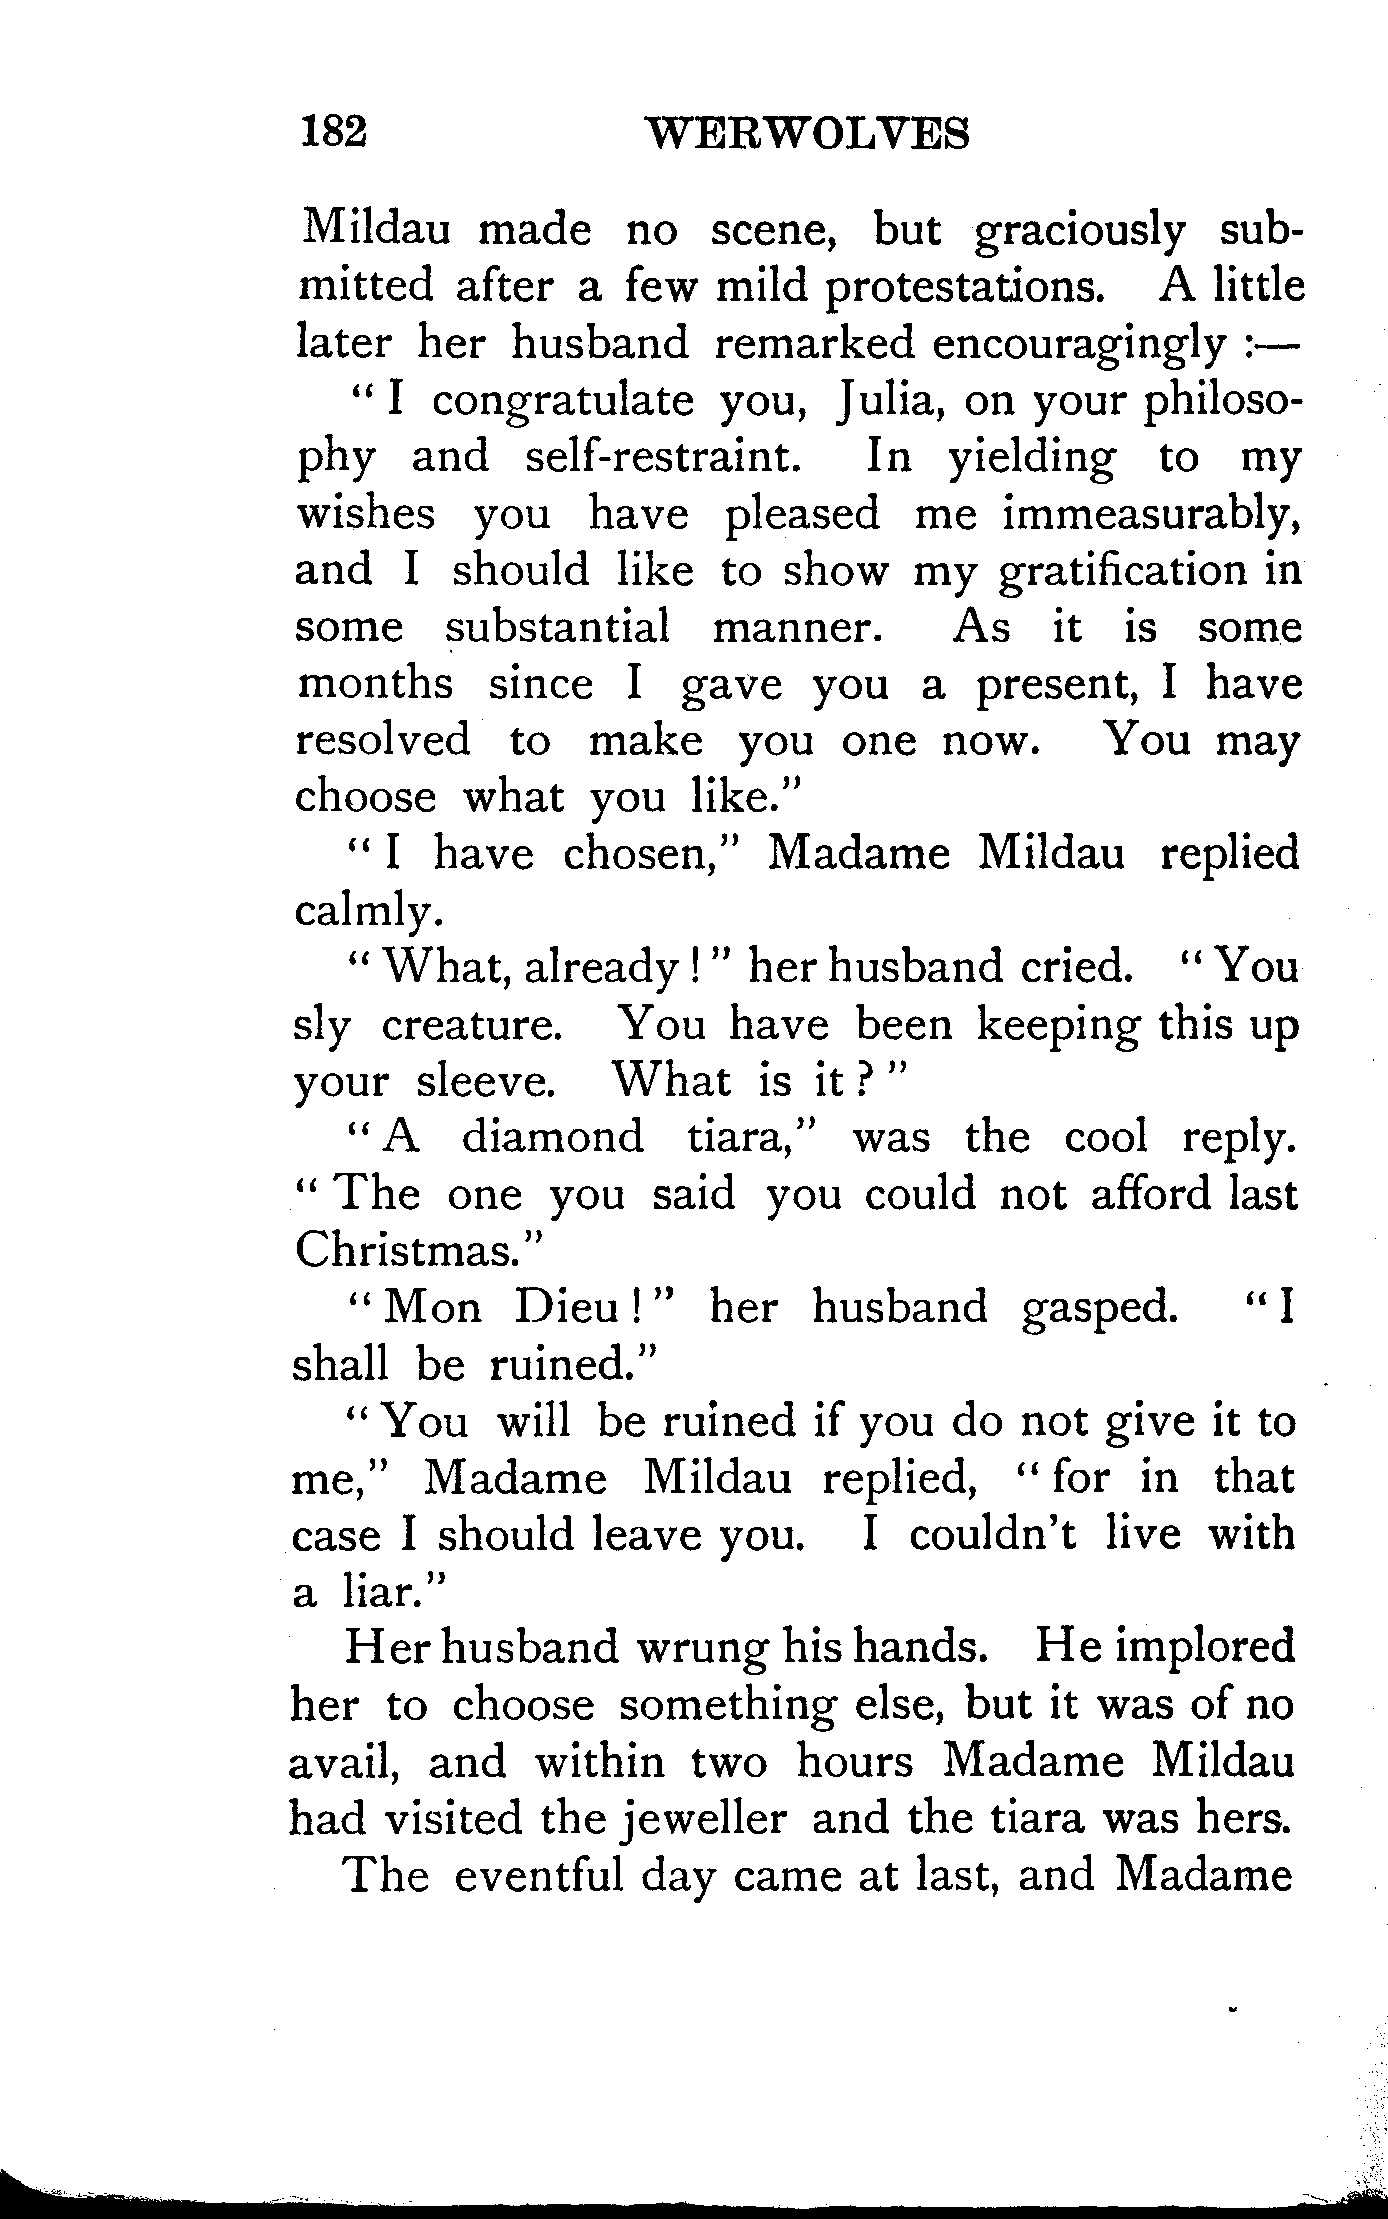 182 WERWOLVES
Mildau made no scene, but graciously sub-
mitted after a few mild protestations. A little
later her husband remarked encouragingly :—
“ I congratulate you, Julia, on your philoso-
phy and self-restraint. In yielding to my
wishes you have pleased me immeasurably,
and I should like to show my gratification in
some substantial manner. As it is some
months since I gave you a present, I have
resolved to make you one now. You may
choose what you like.”
“ I have chosen,” Madame Mildau replied
calmly.
“ What, already ! ” her husband cried. “ You
sly creature. You have been keeping this up
your sleeve. What is it ? ”
“ A diamond tiara,” was the cool reply.
“ The one you said you could not afford last
Christmas.”
“ Mon Dieu ! ” her husband gasped. “ I
shall be ruined.”
“ You will be ruined if you do not give it to
me,” Madame Mildau replied, “ for in that
case I should leave you. I couldn’t live with
a liar.”
Her husband wrung his hands. He implored
her to choose something else, but it was of no
avail, and within two hours Madame Mildau
had visited the jeweller and the tiara was hers.
The eventful day came at last, and Madame